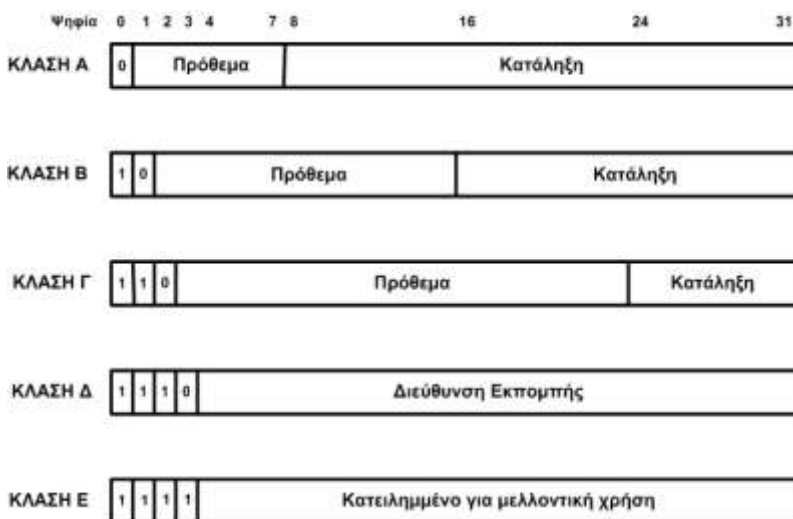 Ψηφία 0 1 2 3 4 7 8 16 24 31
ΚΛΑΣΗ Α 0 Πρόθεμα Κατάληξη
ΚΛΑΣΗ Β 1 0 Πρόθεμα Κατάληξη
ΚΛΑΣΗ Γ 1 1 0 Πρόθεμα Κατάληξη
ΚΛΑΣΗ Δ 1 1 1 0 Διεύθυνση Εκπομπής
ΚΛΑΣΗ Ε 1 1 1 1 Κατειλημμένο για μελλοντική χρήση